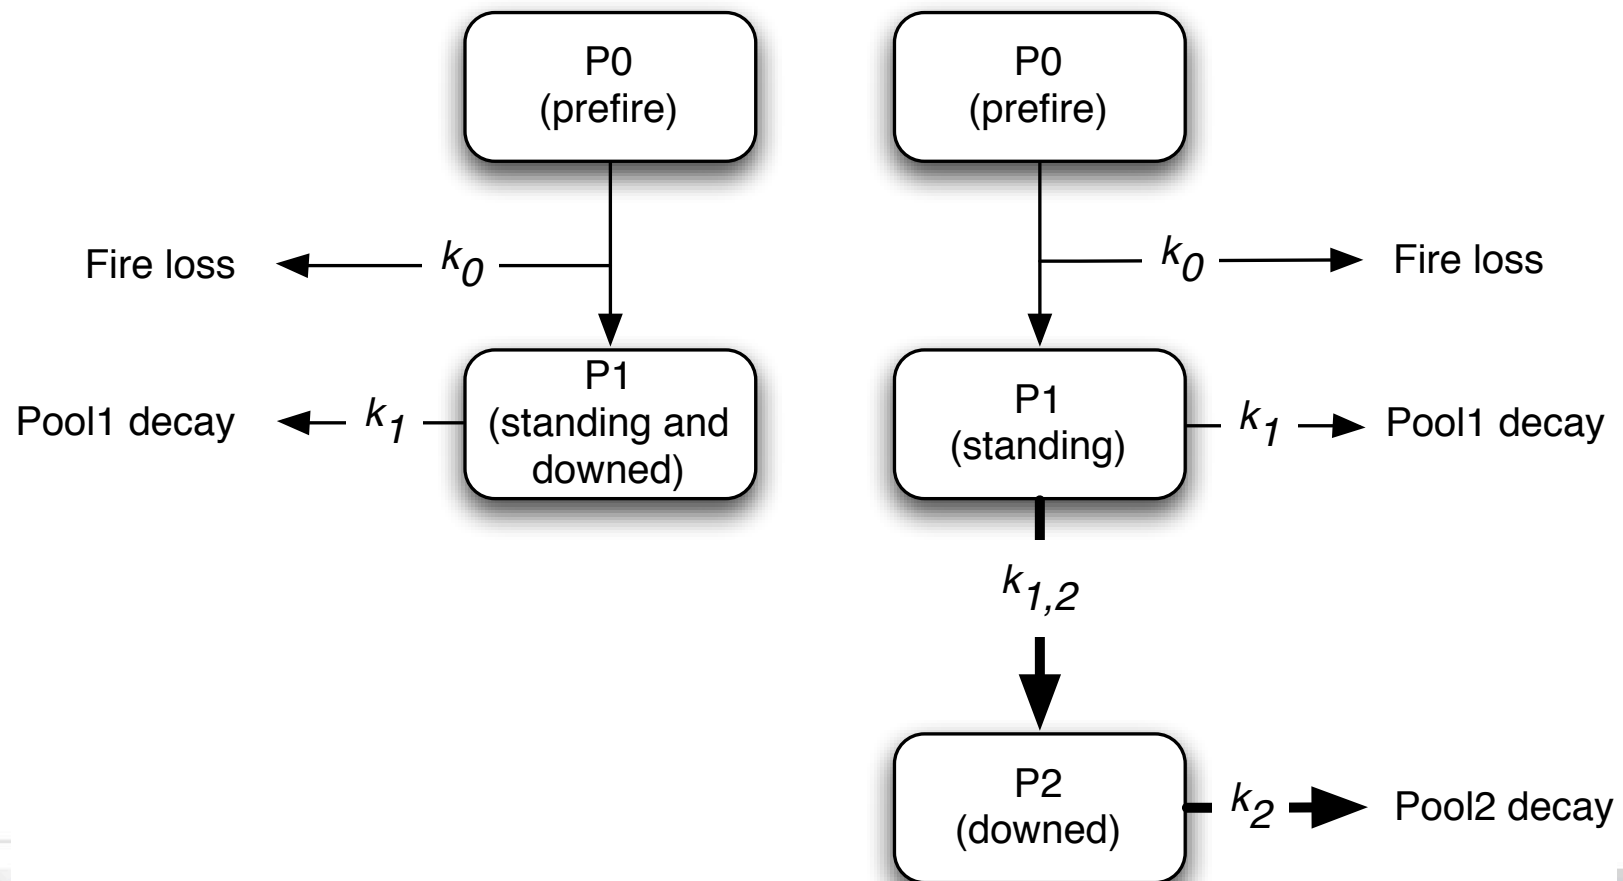 P0
(prefire)
Fire loss
k0
P1
(standing and
downed)
Pool1 decay
k1
P0
(prefire)
k0
Fire loss
P1
(standing)
k1
Pool1 decay
k1,2
P2
(downed)
k2
Pool2 decay